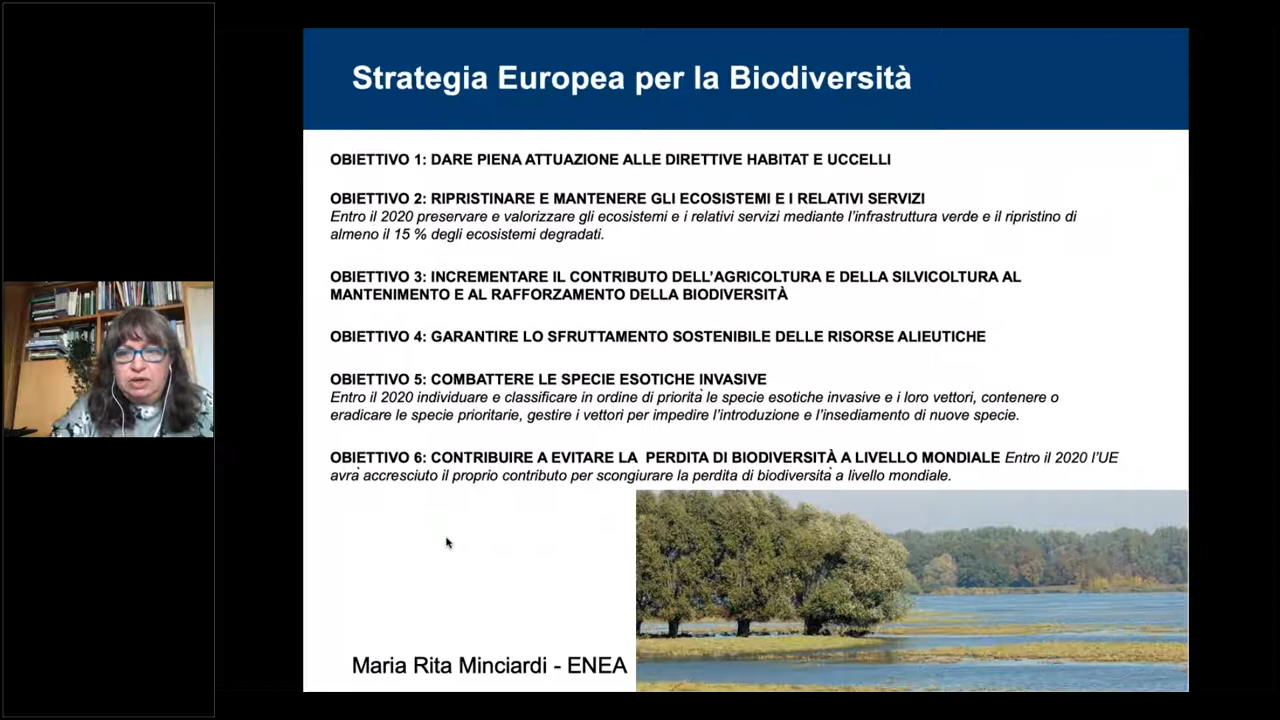 Strategia Europea per la Biodiversità
OBIETTIVO 1: DARE PIENA ATTUAZIONE ALLE DIRETTIVE HABITAT E UCCELLI
OBIETTIVO 2: RIPRISTINARE E MANTENERE GLI ECOSISTEMI E I RELATIVI SERVIZI
Entro il 2020 preservare e valorizzare gli ecosistemi e i relativi servizi mediante l’infrastruttura verde e il ripristino di
almeno il 15 % degli ecosistemi degradati.
OBIETTIVO 3: INCREMENTARE IL CONTRIBUTO DELL’AGRICOLTURA E DELLA SILVICOLTURA AL
MANTENIMENTO E AL RAFFORZAMENTO DELLA BIODIVERSITÀ
OBIETTIVO 4: GARANTIRE LO SFRUTTAMENTO SOSTENIBILE DELLE RISORSE ALIEUTICHE
OBIETTIVO 5: COMBATTERE LE SPECIE ESOTICHE INVASIVE
Entro il 2020 individuare e classificare in ordine di priorità le specie esotiche invasive e i loro vettori, contenere o
eradicare le specie prioritarie, gestire i vettori per impedire l’introduzione e l’insediamento di nuove specie.
OBIETTIVO 6: CONTRIBUIRE A EVITARE LA PERDITA DI BIODIVERSITÀ A LIVELLO MONDIALE Entro il 2020 l’UE
avrà accresciuto il proprio contributo per scongiurare la perdita di biodiversità a livello mondiale.
Maria Rita Minciardi - ENEA